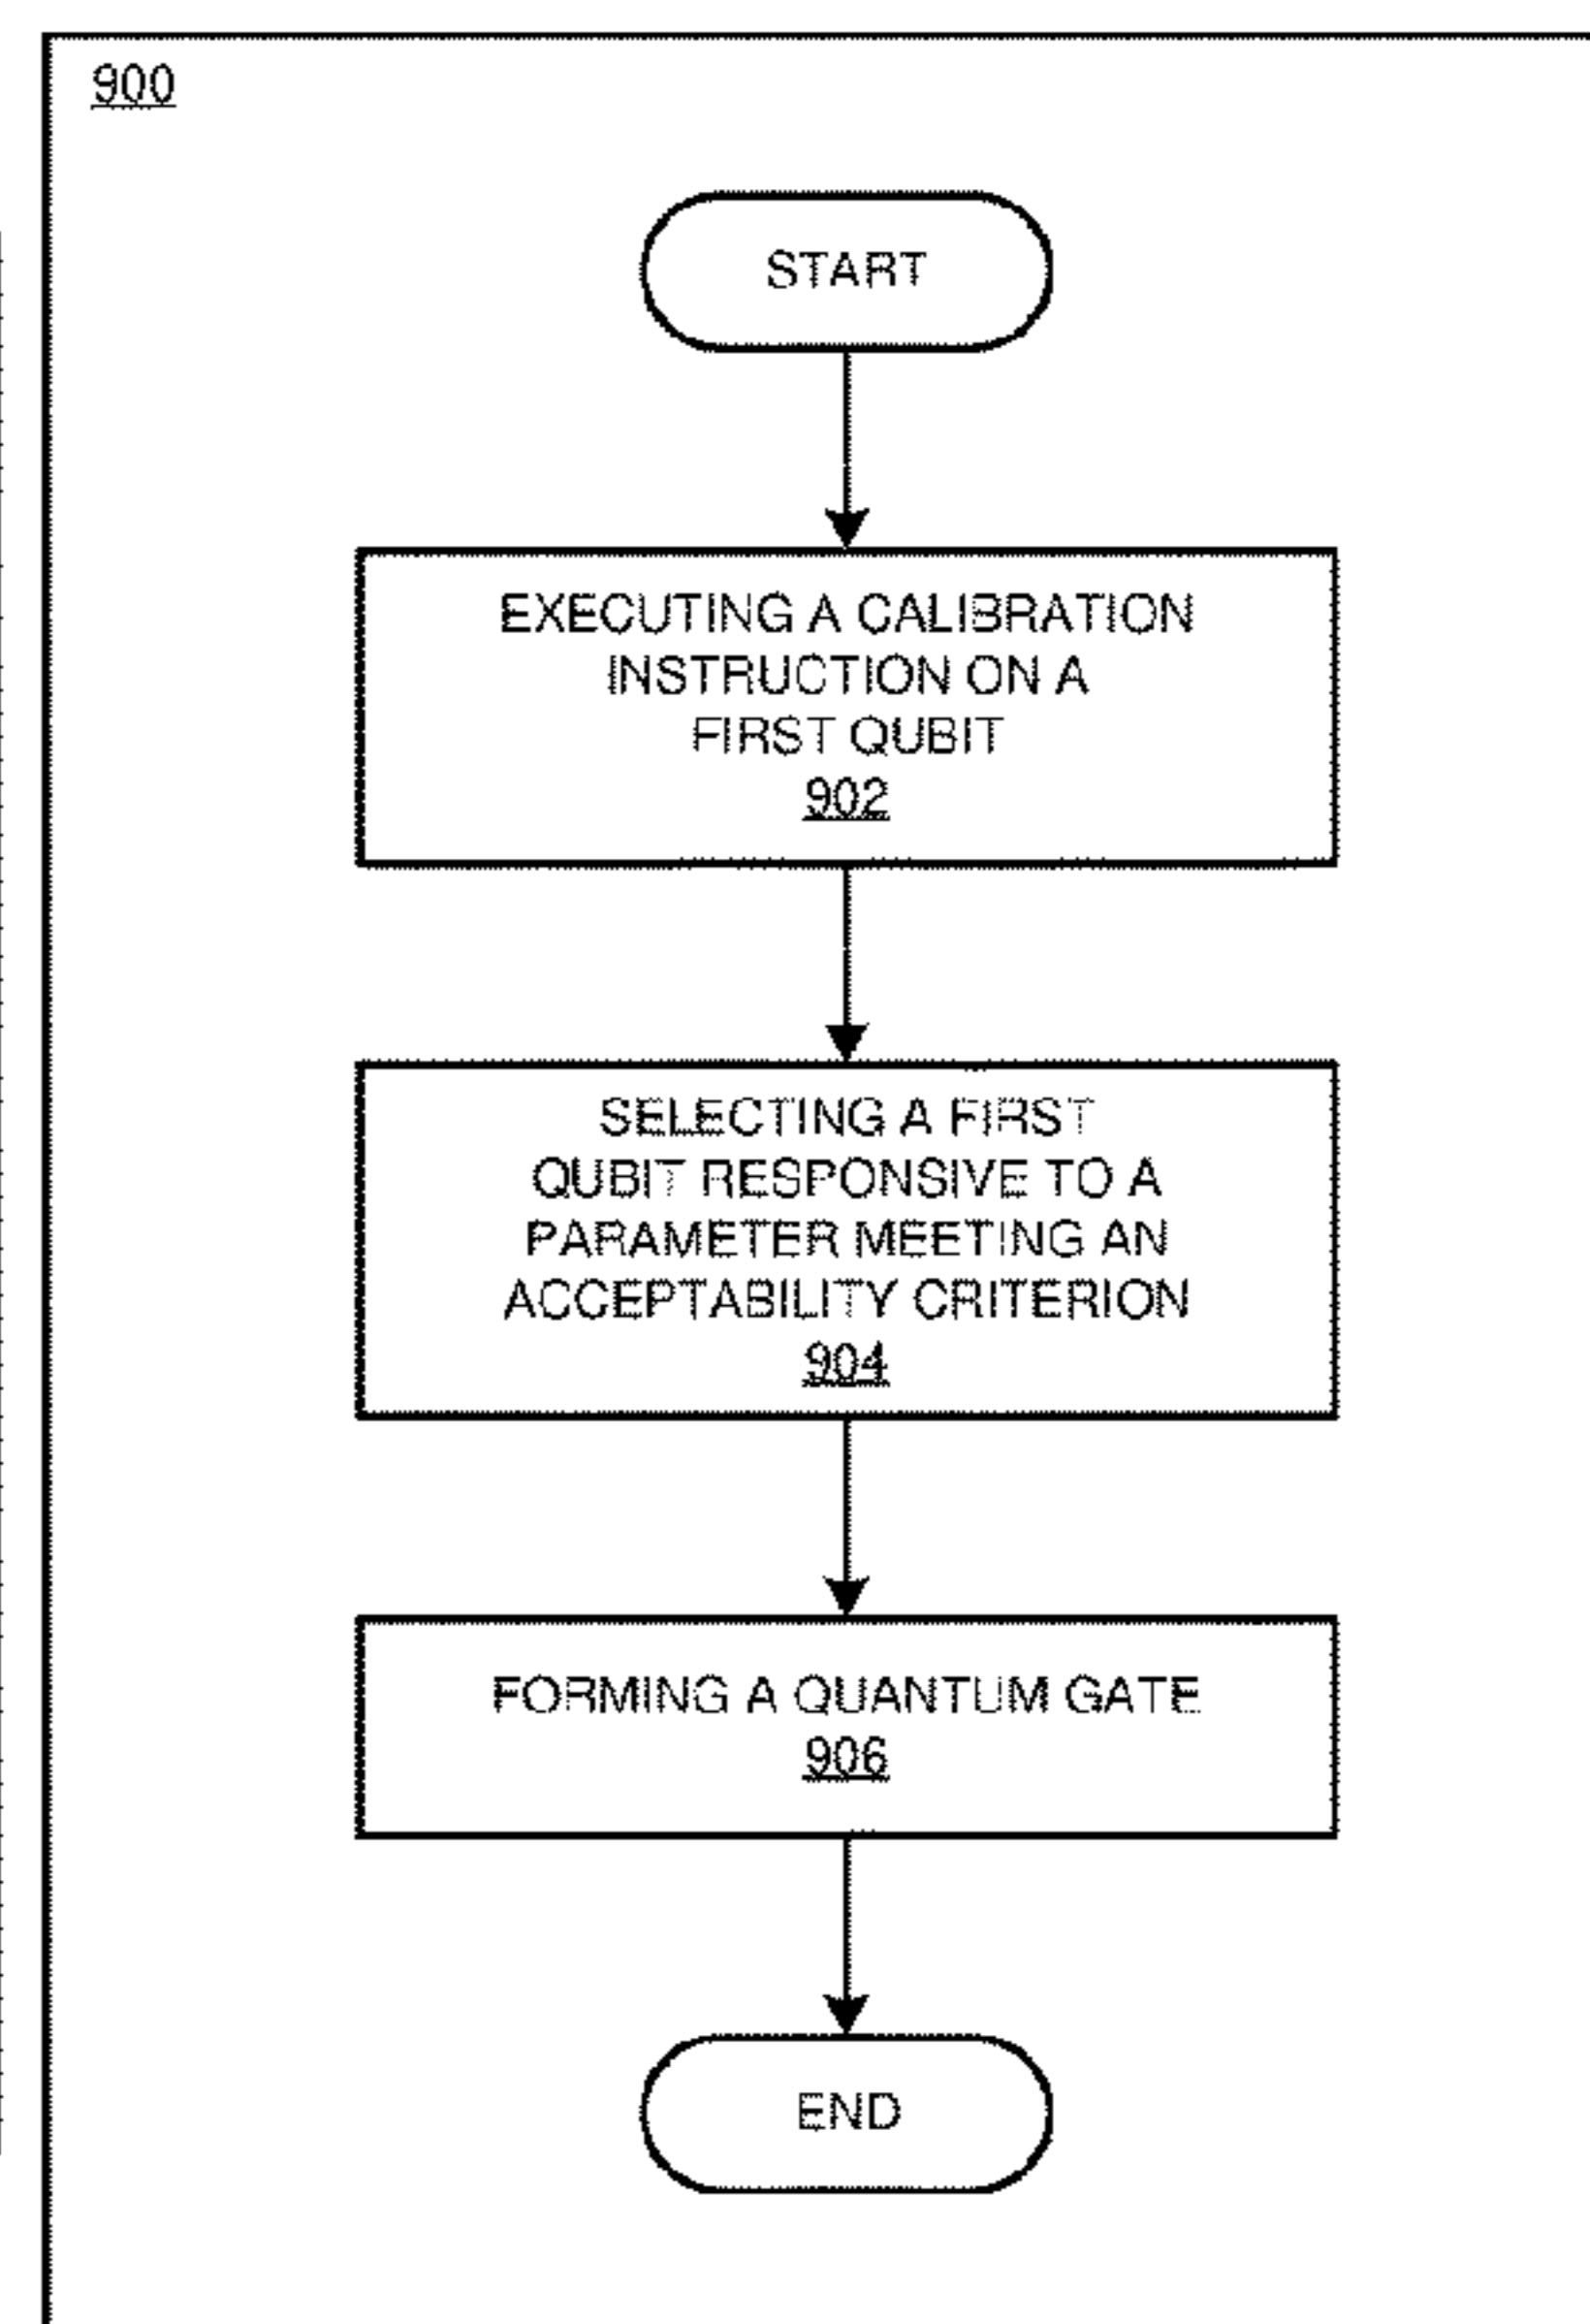 900
START
EXECUTING A CALIBRATION
INSTRUCTION ON A
FIRST QUBIT
902
SELECTING A FIRST
QUBIT RESPONSIVE TO A
PARAMETER MEETING AN
ACCEPTABILITY CRITERION
904
FORMING A QUANTUM GATE
906
END